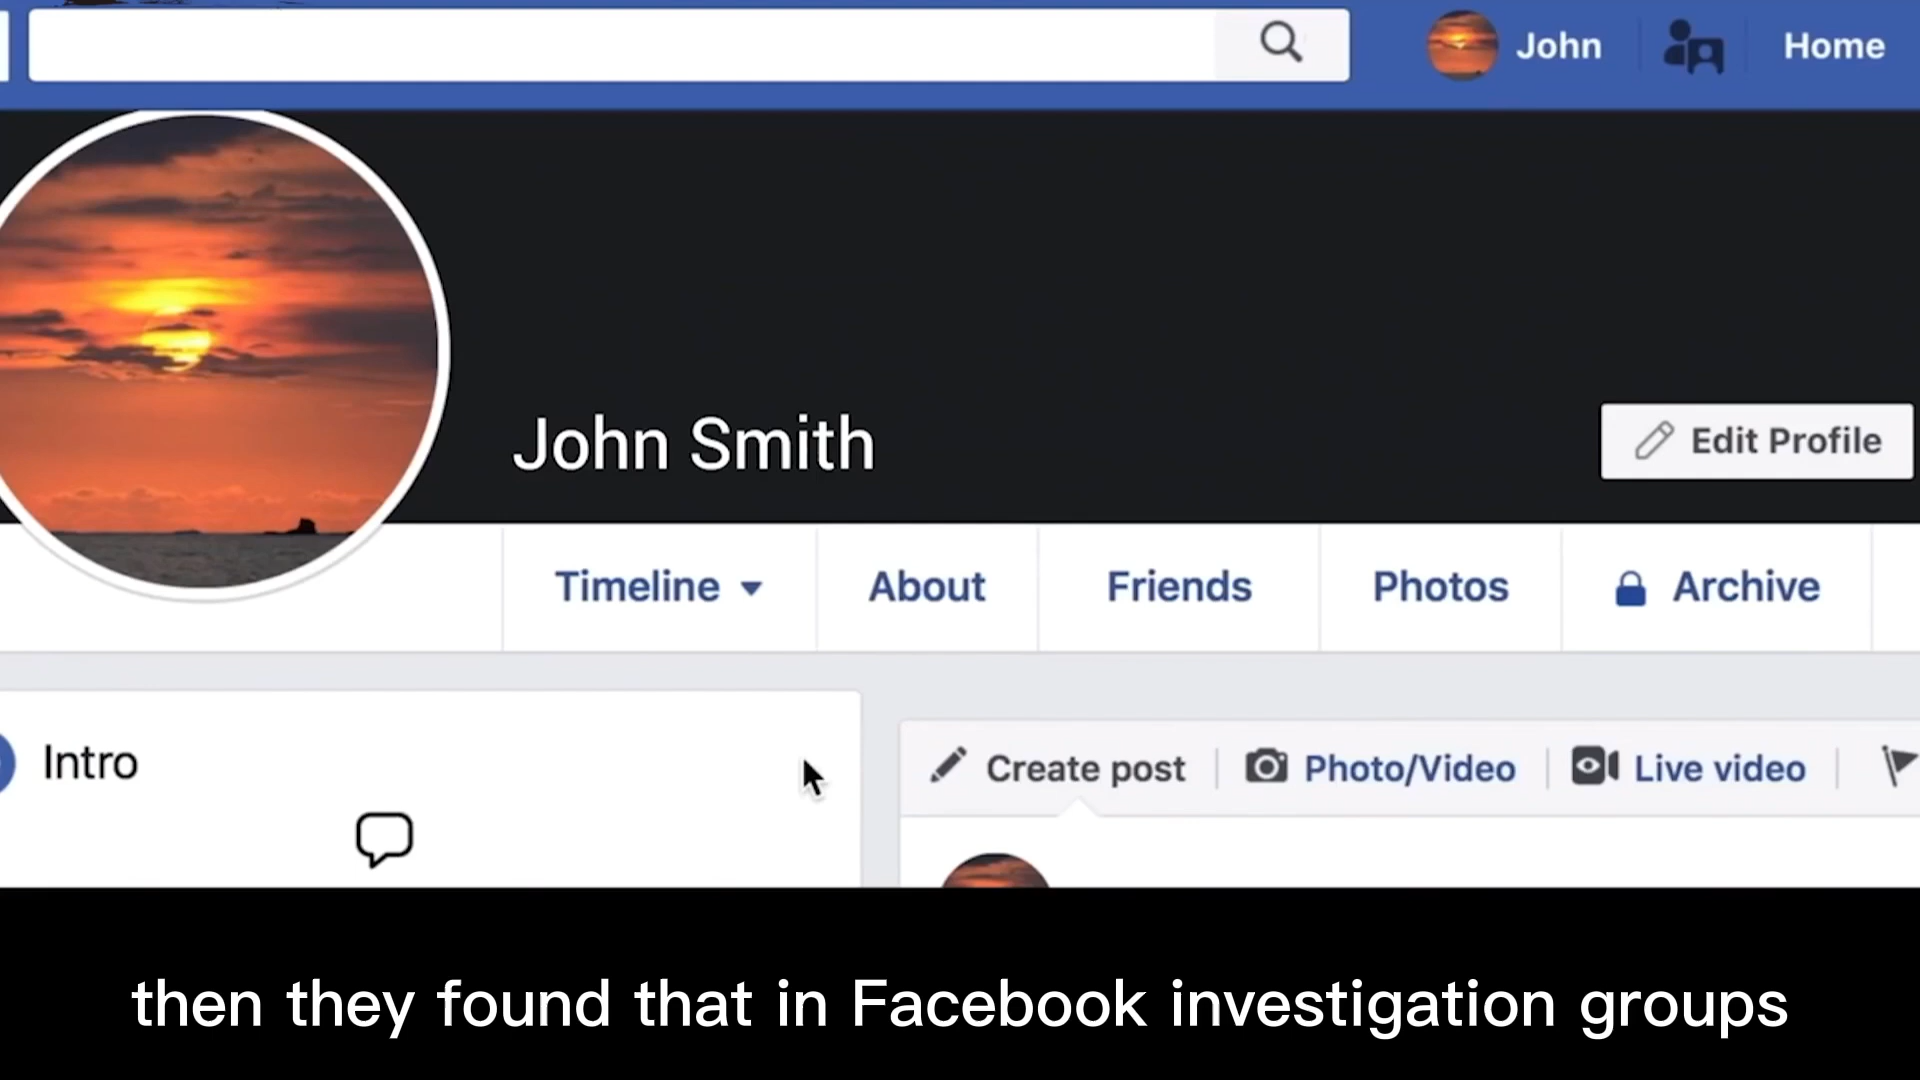 John Home
John Smith
Edit Profile
Timeline About Friends Photos Archive
Intro
Create post Photo/Video Live video
then they found that in Facebook investigation groups